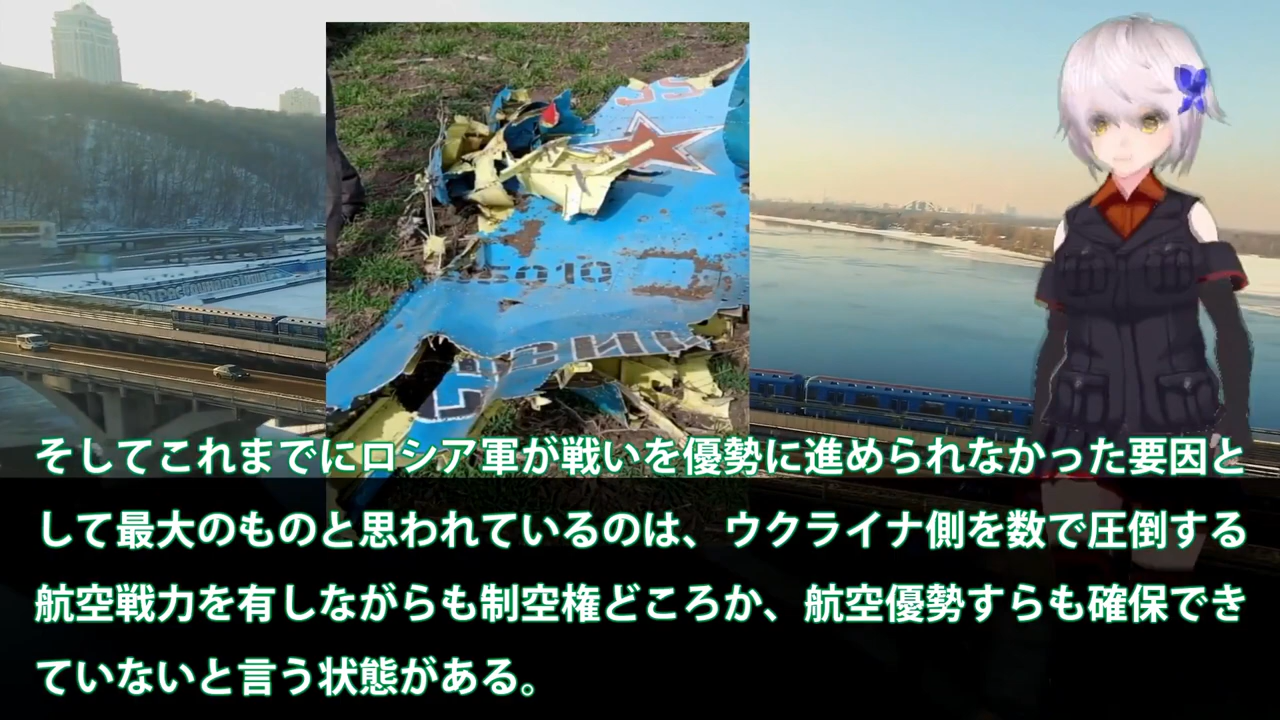 55
5010
そしてこれまでにロシア軍が戦いを優勢に進められなかった要因と
して最大のものと思われているのは、ウクライナ側を数で圧倒する
航空戦力を有しながらも制空権どころか、航空優勢すらも確保でき
ていないと言う状態がある。